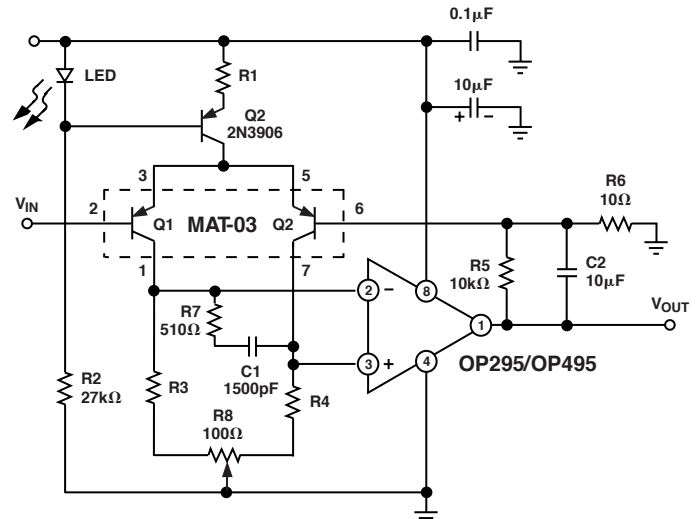 0.1µF
LED
R1
10µF
+ −
Q2
2N3906
3
5
R6
10Ω
VIN
2
Q1
MAT-03
Q2
6
1
7
R5
10kΩ
C2
10µF
2
−
8
R7
510Ω
VOUT
1
C1
1500pF
3
+
4
OP295/OP495
R2
27kΩ
R3
R4
R8
100Ω